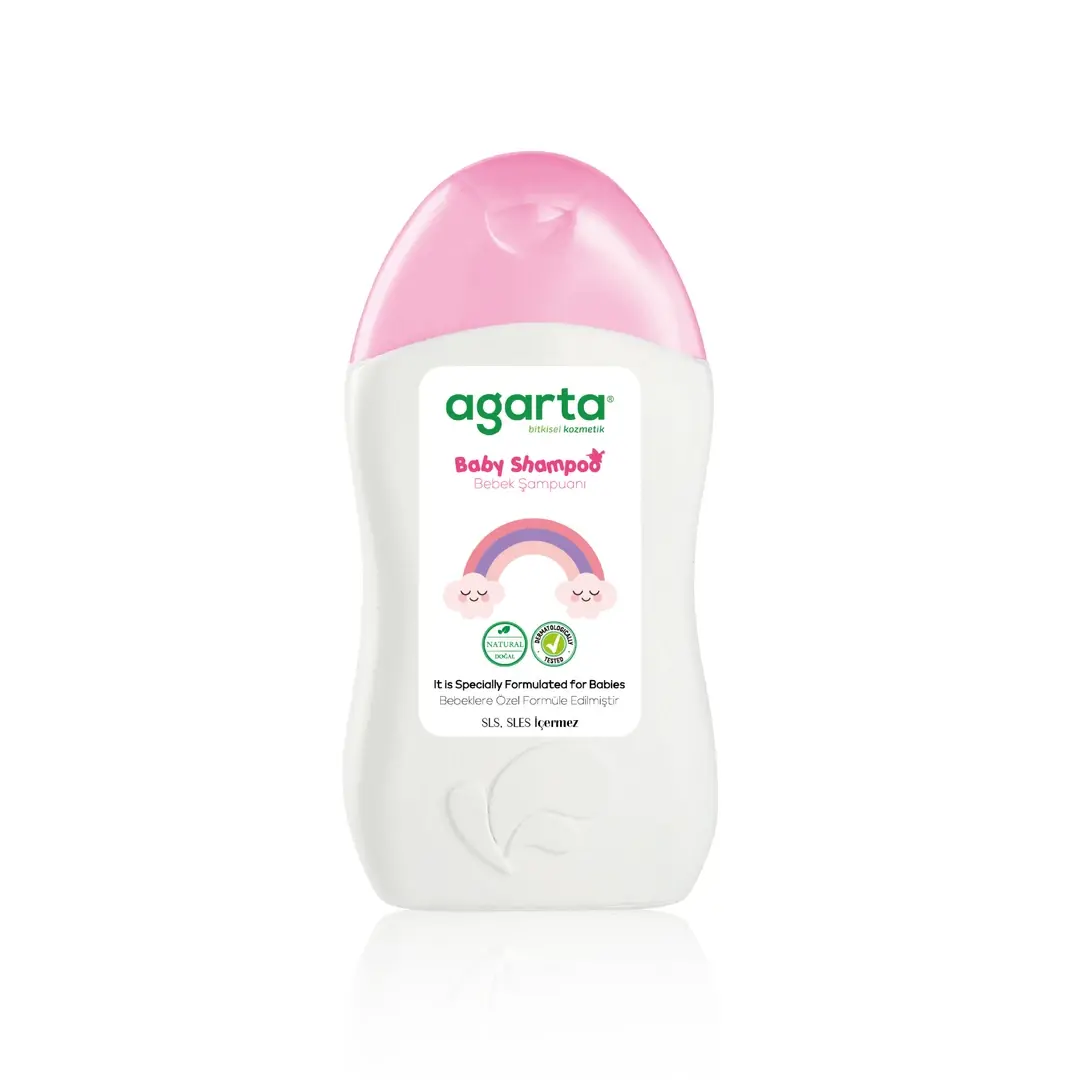 agarta®
bitkisel kozmetik
Baby Shampoo
Bebek Şampuanı
NATURAL
DOĞAL
DERMATOLOGICALLY
TESTED
It is Specially Formulated for Babies
Bebeklere Özel Formüle Edilmiştir
SLS, SLES İçermez